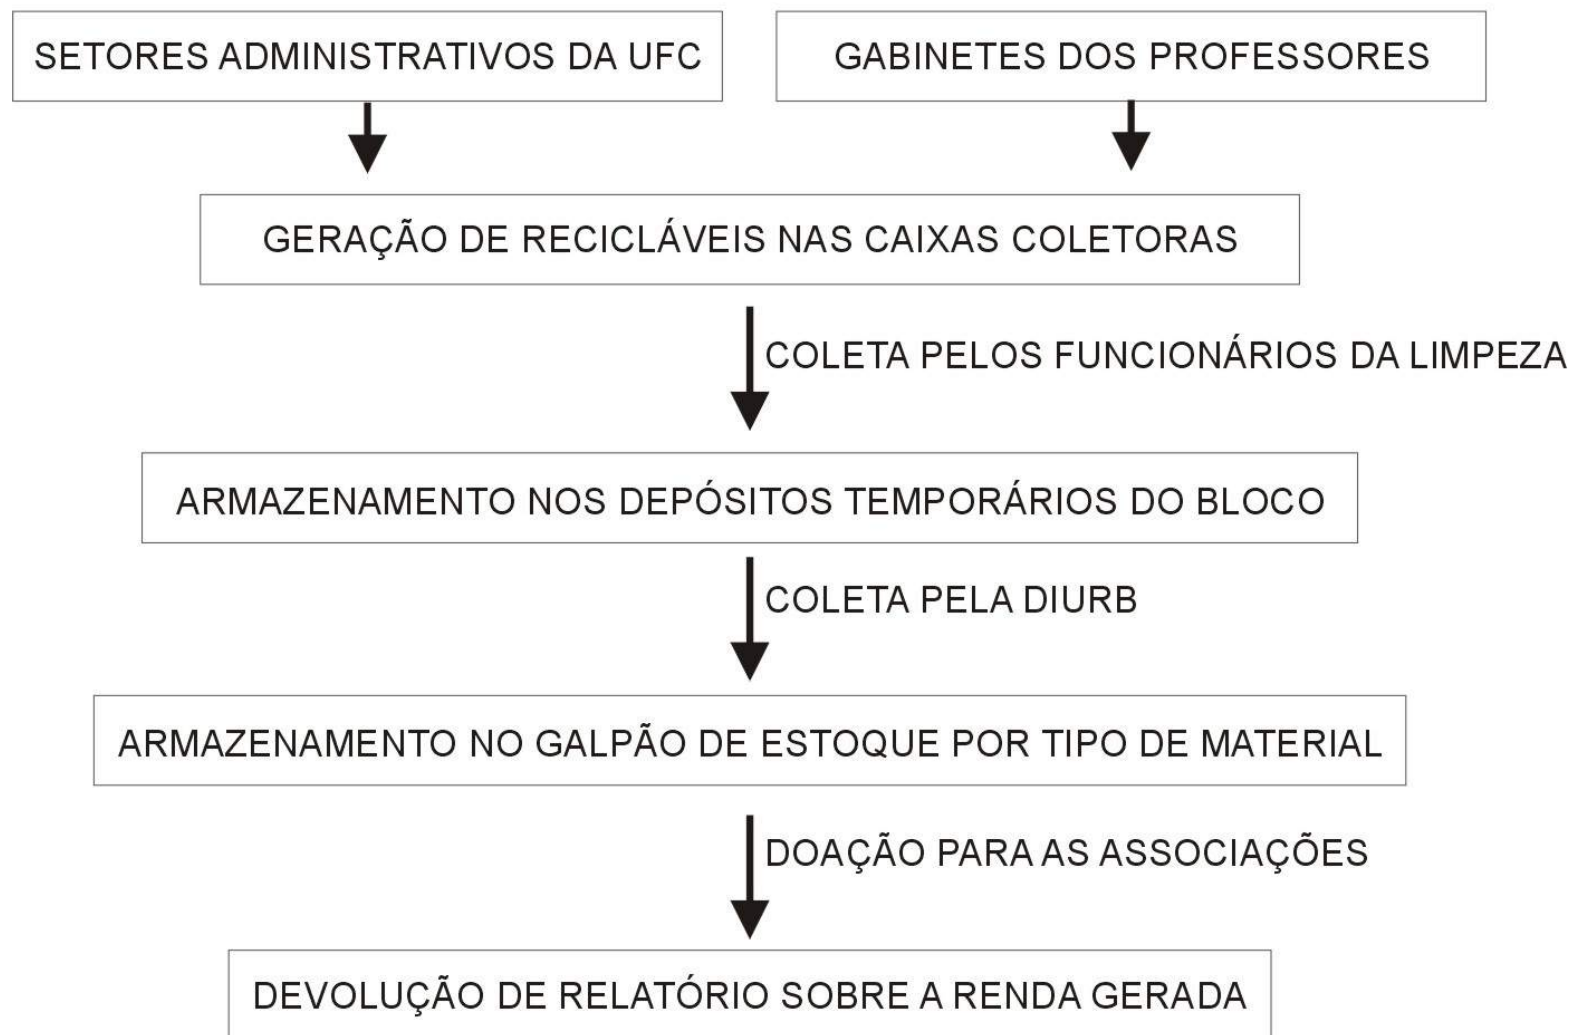 SETORES ADMINISTRATIVOS DA UFC
GABINETES DOS PROFESSORES
GERAÇÃO DE RECICLÁVEIS NAS CAIXAS COLETORAS
COLETA PELOS FUNCIONÁRIOS DA LIMPEZA
ARMAZENAMENTO NOS DEPÓSITOS TEMPORÁRIOS DO BLOCO
COLETA PELA DIURB
ARMAZENAMENTO NO GALPÃO DE ESTOQUE POR TIPO DE MATERIAL
DOAÇÃO PARA AS ASSOCIAÇÕES
DEVOLUÇÃO DE RELATÓRIO SOBRE A RENDA GERADA